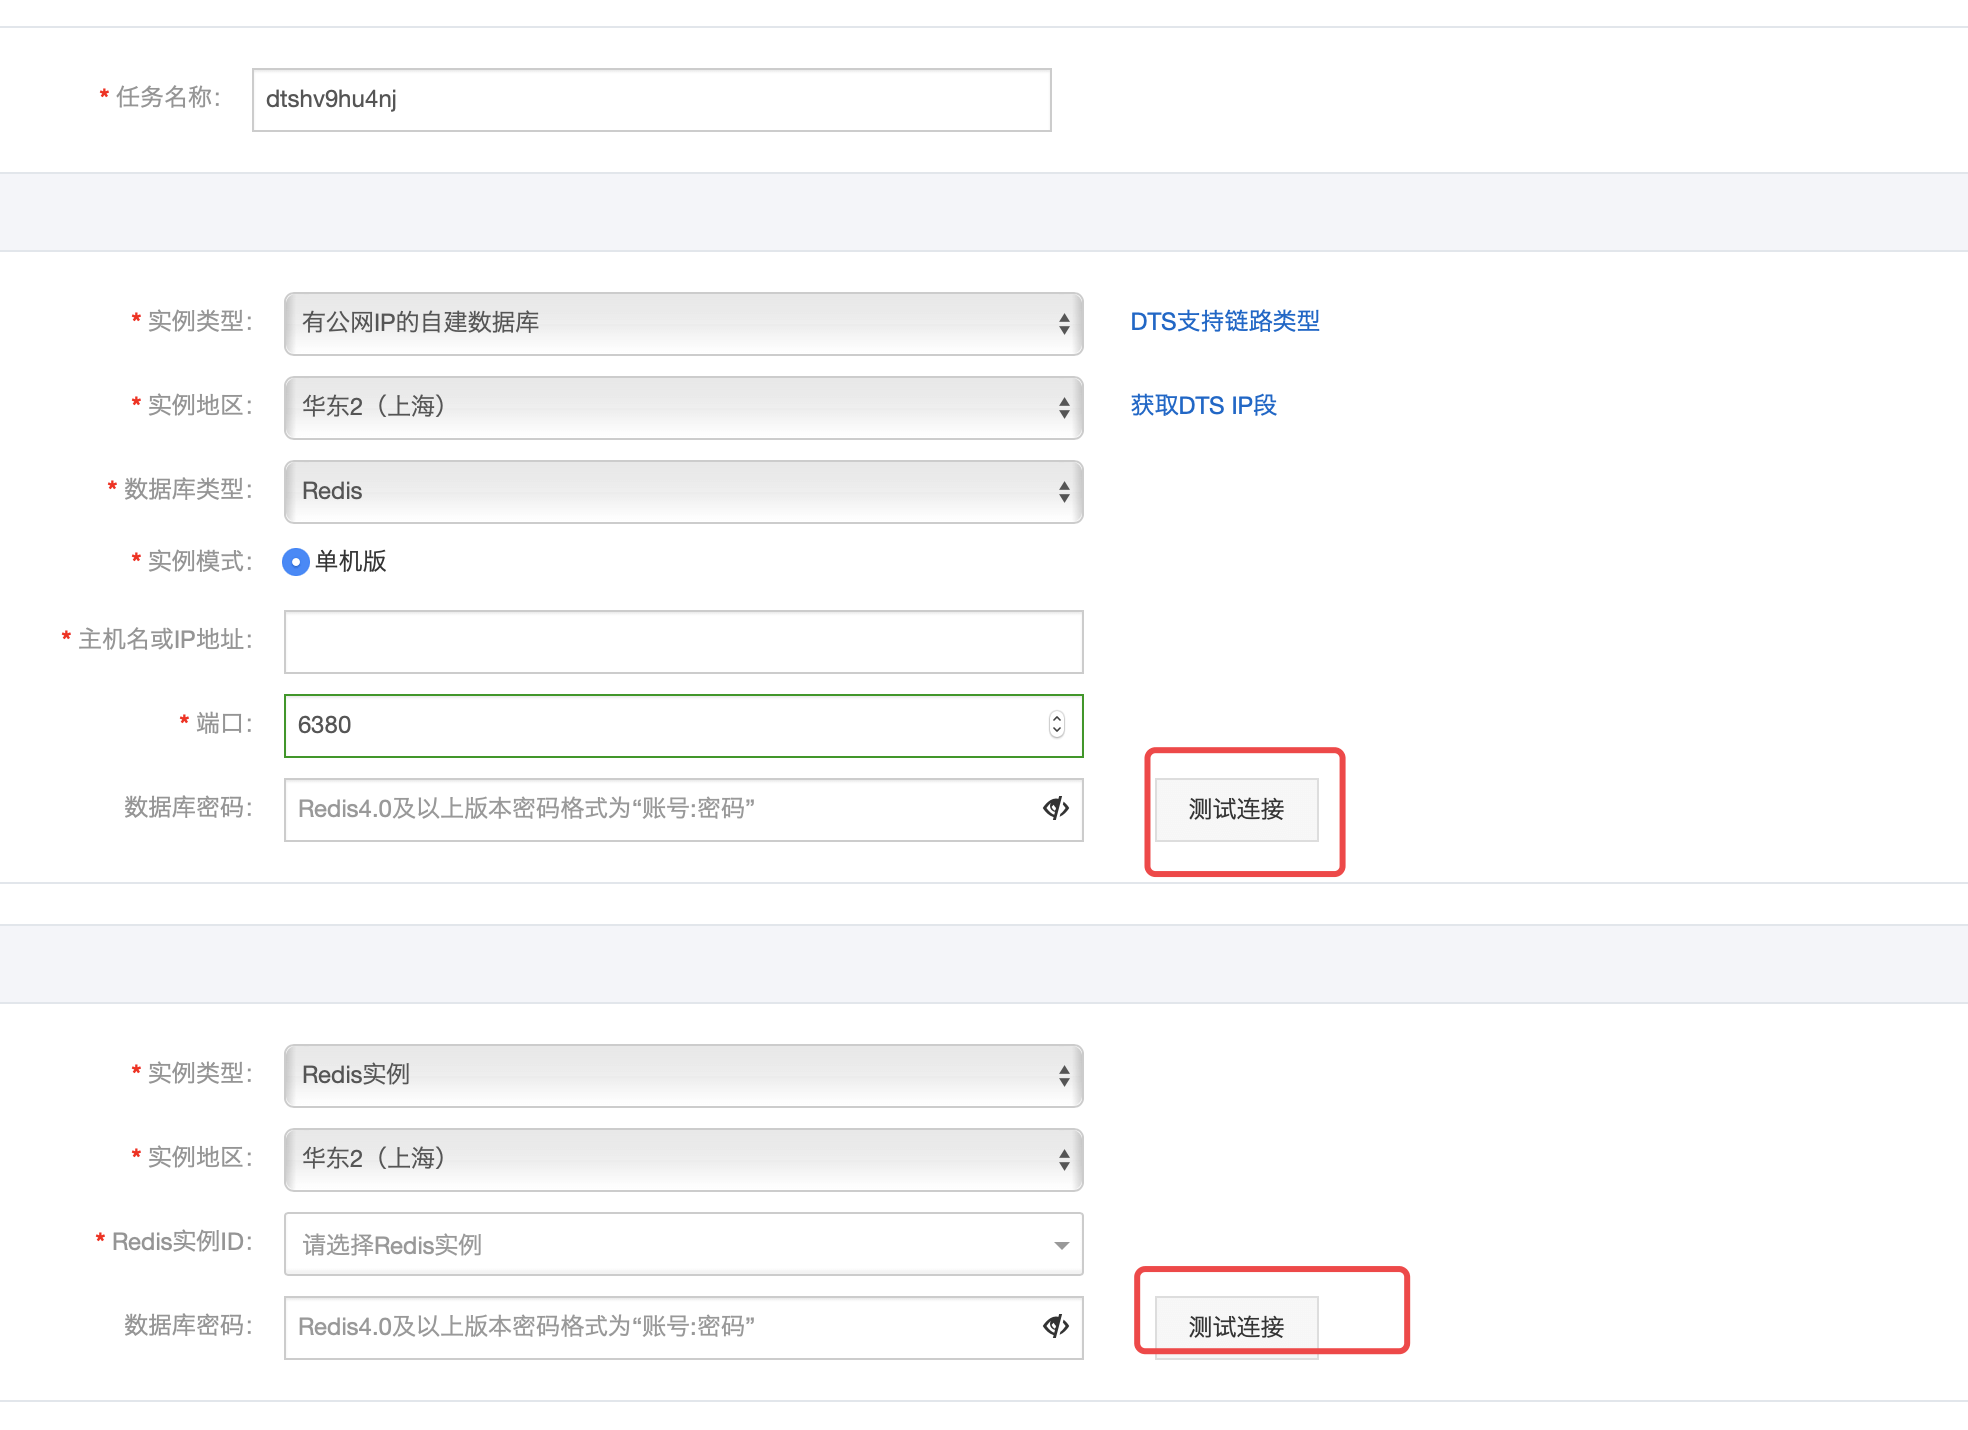 * 任务名称: dtshv9hu4nj
* 实例类型: 有公网IP的自建数据库 DTS支持链路类型
* 实例地区: 华东2（上海） 获取DTS IP段
* 数据库类型: Redis
* 实例模式: 单机版
* 主机名或IP地址:
* 端口: 6380
数据库密码: Redis4.0及以上版本密码格式为“账号:密码” 测试连接
* 实例类型: Redis实例
* 实例地区: 华东2（上海）
* Redis实例ID: 请选择Redis实例
数据库密码: Redis4.0及以上版本密码格式为“账号:密码” 测试连接